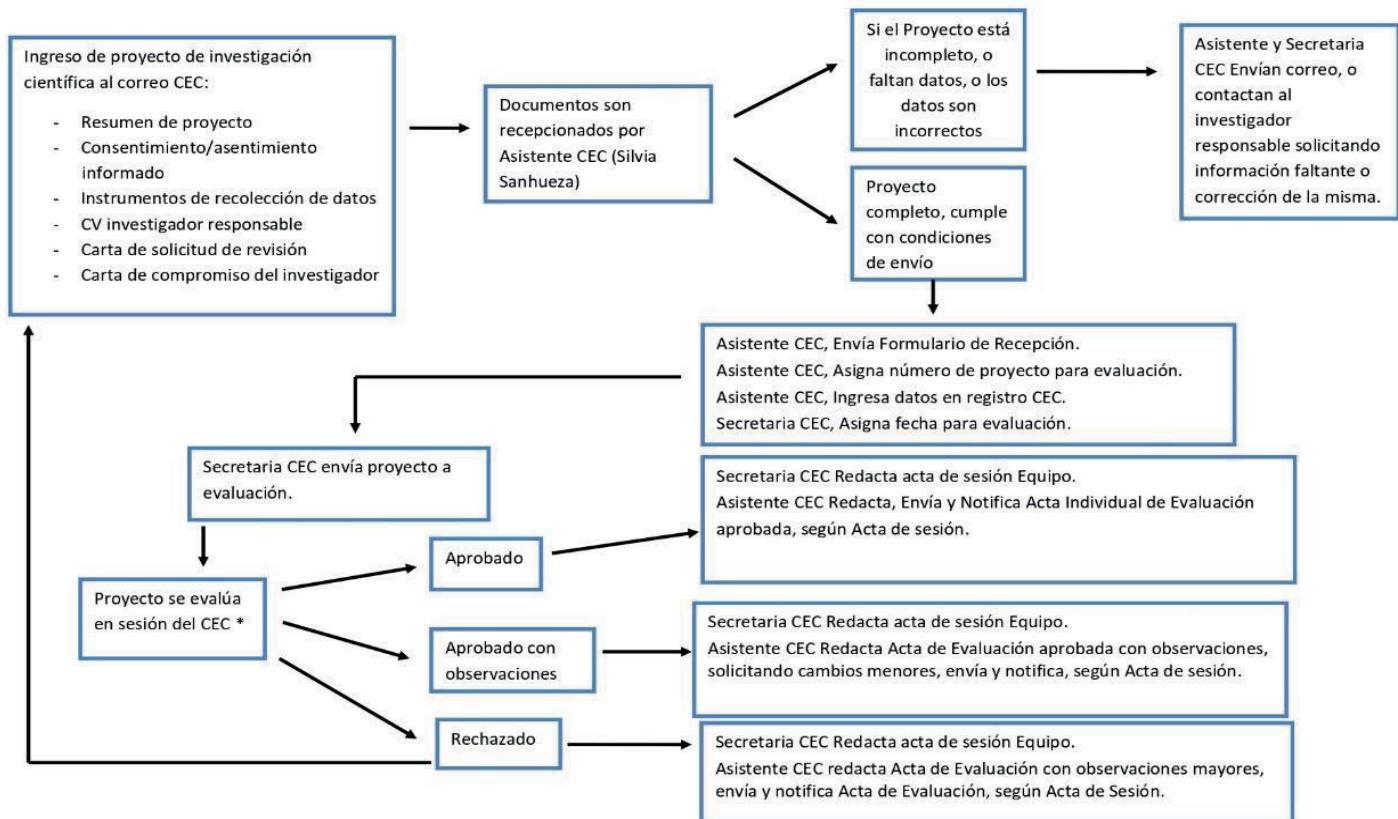 Ingreso de proyecto de investigación
científica al correo CEC:
- Resumen de proyecto
- Consentimiento/asentimiento
informado
- Instrumentos de recolección de datos
- CV investigador responsable
- Carta de solicitud de revisión
- Carta de compromiso del investigador
Documentos son
recepcionados por
Asistente CEC (Silvia
Sanhueza)
Si el Proyecto está
incompleto, o
faltan datos, o los
datos son
incorrectos
Asistente y Secretaria
CEC Envían correo, o
contactan al
investigador
responsable solicitando
información faltante o
corrección de la misma.
Proyecto
completo, cumple
con condiciones
de envío
Asistente CEC, Envía Formulario de Recepción.
Asistente CEC, Asigna número de proyecto para evaluación.
Asistente CEC, Ingresa datos en registro CEC.
Secretaria CEC, Asigna fecha para evaluación.
Secretaria CEC envía proyecto a
evaluación.
Proyecto se evalúa
en sesión del CEC *
Aprobado
Secretaria CEC Redacta acta de sesión Equipo.
Asistente CEC Redacta, Envía y Notifica Acta Individual de Evaluación
aprobada, según Acta de sesión.
Aprobado con
observaciones
Secretaria CEC Redacta acta de sesión Equipo.
Asistente CEC Redacta Acta de Evaluación aprobada con observaciones,
solicitando cambios menores, envía y notifica, según Acta de sesión.
Rechazado
Secretaria CEC Redacta acta de sesión Equipo.
Asistente CEC redacta Acta de Evaluación con observaciones mayores,
envía y notifica Acta de Evaluación, según Acta de Sesión.